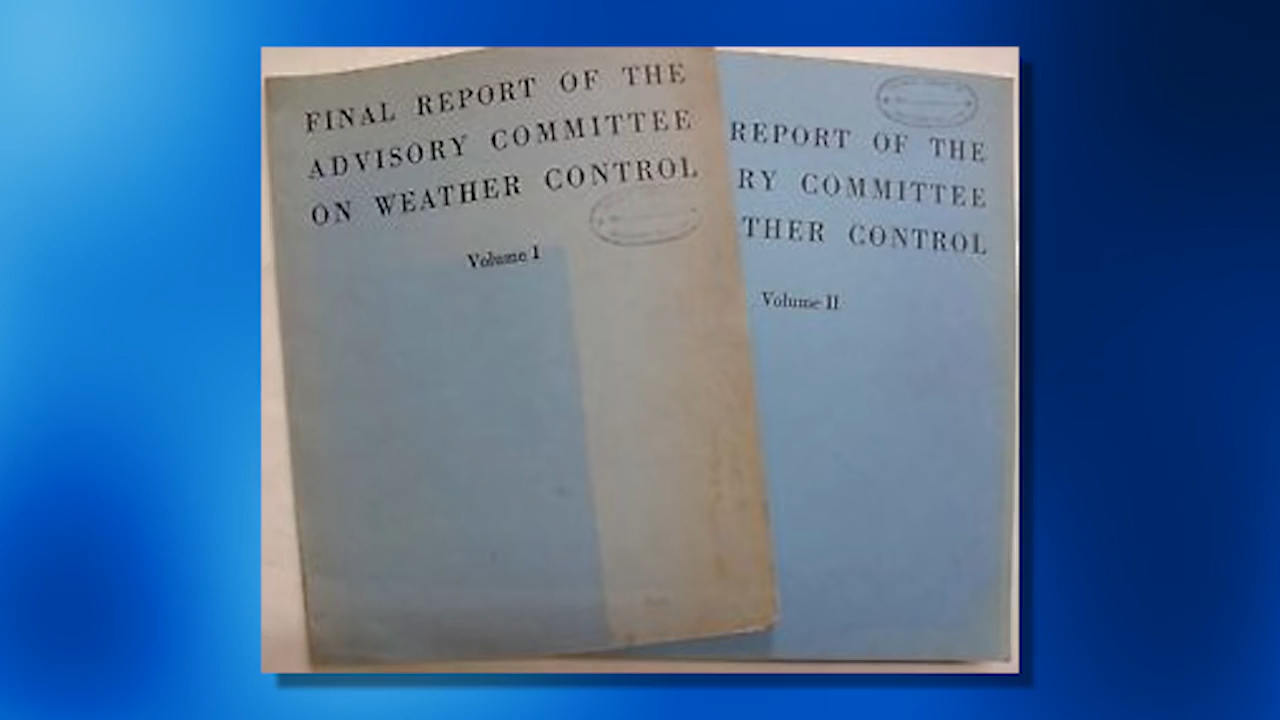 FINAL REPORT OF THE
ADVISORY COMMITTEE
ON WEATHER CONTROL
Volume I
REPORT OF THE
RY COMMITTEE
THER CONTROL
Volume II